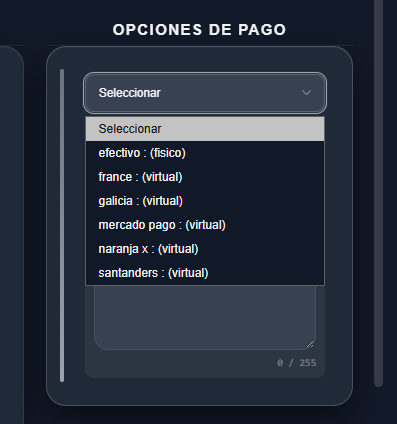 OPCIONES DE PAGO
Seleccionar
Seleccionar
efectivo : (fisico)
france : (virtual)
galicia : (virtual)
mercado pago : (virtual)
naranja x : (virtual)
santanders : (virtual)
0 / 255